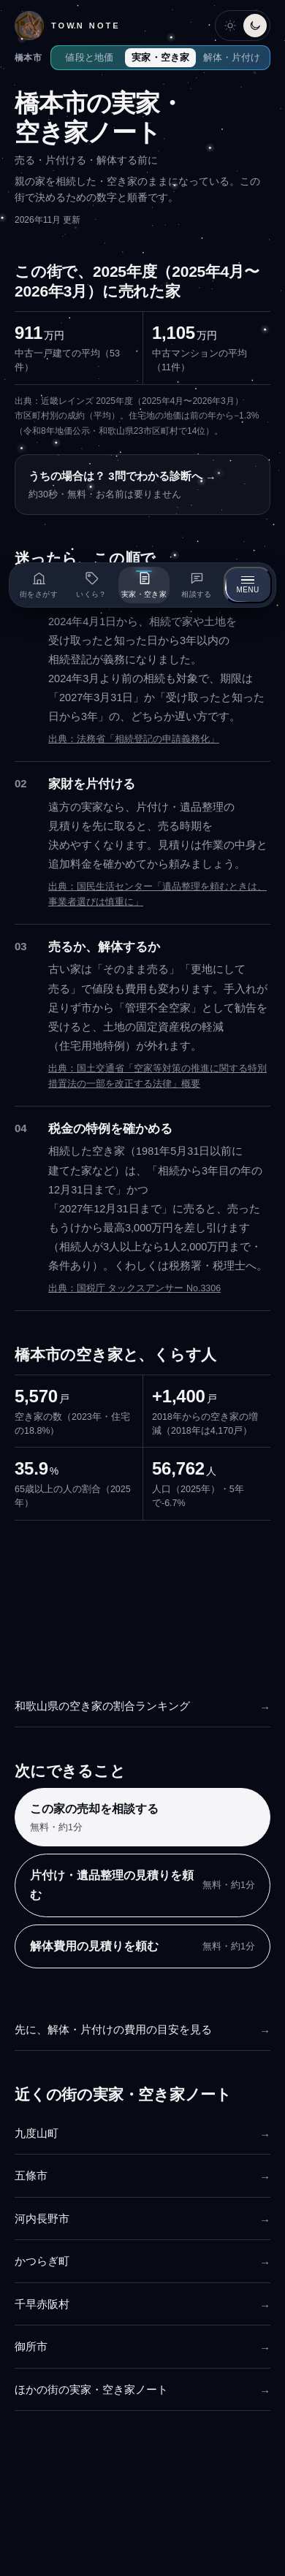 TOWN NOTE
橋本市
値段と地価
実家・空き家
解体・片付け
橋本市の実家・
空き家ノート
売る・片付ける・解体する前に
親の家を相続した・空き家のままになっている。この
街で決めるための数字と順番です。
2026年11月 更新
この街で、2025年度（2025年4月〜
2026年3月）に売れた家
911万円
中古一戸建ての平均（53
件）
1,105万円
中古マンションの平均
（11件）
出典：近畿レインズ 2025年度（2025年4月〜2026年3月）
市区町村別の成約（平均）。住宅地の地価は前の年から−1.3%
（令和8年地価公示・和歌山県23市区町村で14位）。
うちの場合は？ 3問でわかる診断へ →
約30秒・無料・お名前は要りません
迷ったら、この順で
街をさがす
いくら？
実家・空き家
相談する
MENU
2024年4月1日から、相続で家や土地を
受け取ったと知った日から3年以内の
相続登記が義務になりました。
2024年3月より前の相続も対象で、期限は
「2027年3月31日」か「受け取ったと知った
日から3年」の、どちらか遅い方です。
出典：法務省「相続登記の申請義務化」
02
家財を片付ける
遠方の実家なら、片付け・遺品整理の
見積りを先に取ると、売る時期を
決めやすくなります。見積りは作業の中身と
追加料金を確かめてから頼みましょう。
出典：国民生活センター「遺品整理を頼むときは、
事業者選びは慎重に」
03
売るか、解体するか
古い家は「そのまま売る」「更地にして
売る」で値段も費用も変わります。手入れが
足りず市から「管理不全空家」として勧告を
受けると、土地の固定資産税の軽減
（住宅用地特例）が外れます。
出典：国土交通省「空家等対策の推進に関する特別
措置法の一部を改正する法律」概要
04
税金の特例を確かめる
相続した空き家（1981年5月31日以前に
建てた家など）は、「相続から3年目の年の
12月31日まで」かつ
「2027年12月31日まで」に売ると、売った
もうけから最高3,000万円を差し引けます
（相続人が3人以上なら1人2,000万円まで・
条件あり）。くわしくは税務署・税理士へ。
出典：国税庁 タックスアンサー No.3306
橋本市の空き家と、くらす人
5,570戸
空き家の数（2023年・住宅
の18.8%）
+1,400戸
2018年からの空き家の増
減（2018年は4,170戸）
35.9%
65歳以上の人の割合（2025
年）
56,762人
人口（2025年）・5年
で-6.7%
和歌山県の空き家の割合ランキング →
次にできること
この家の売却を相談する
無料・約1分
片付け・遺品整理の見積りを頼
む
無料・約1分
解体費用の見積りを頼む
無料・約1分
先に、解体・片付けの費用の目安を見る →
近くの街の実家・空き家ノート
九度山町 →
五條市 →
河内長野市 →
かつらぎ町 →
千早赤阪村 →
御所市 →
ほかの街の実家・空き家ノート →